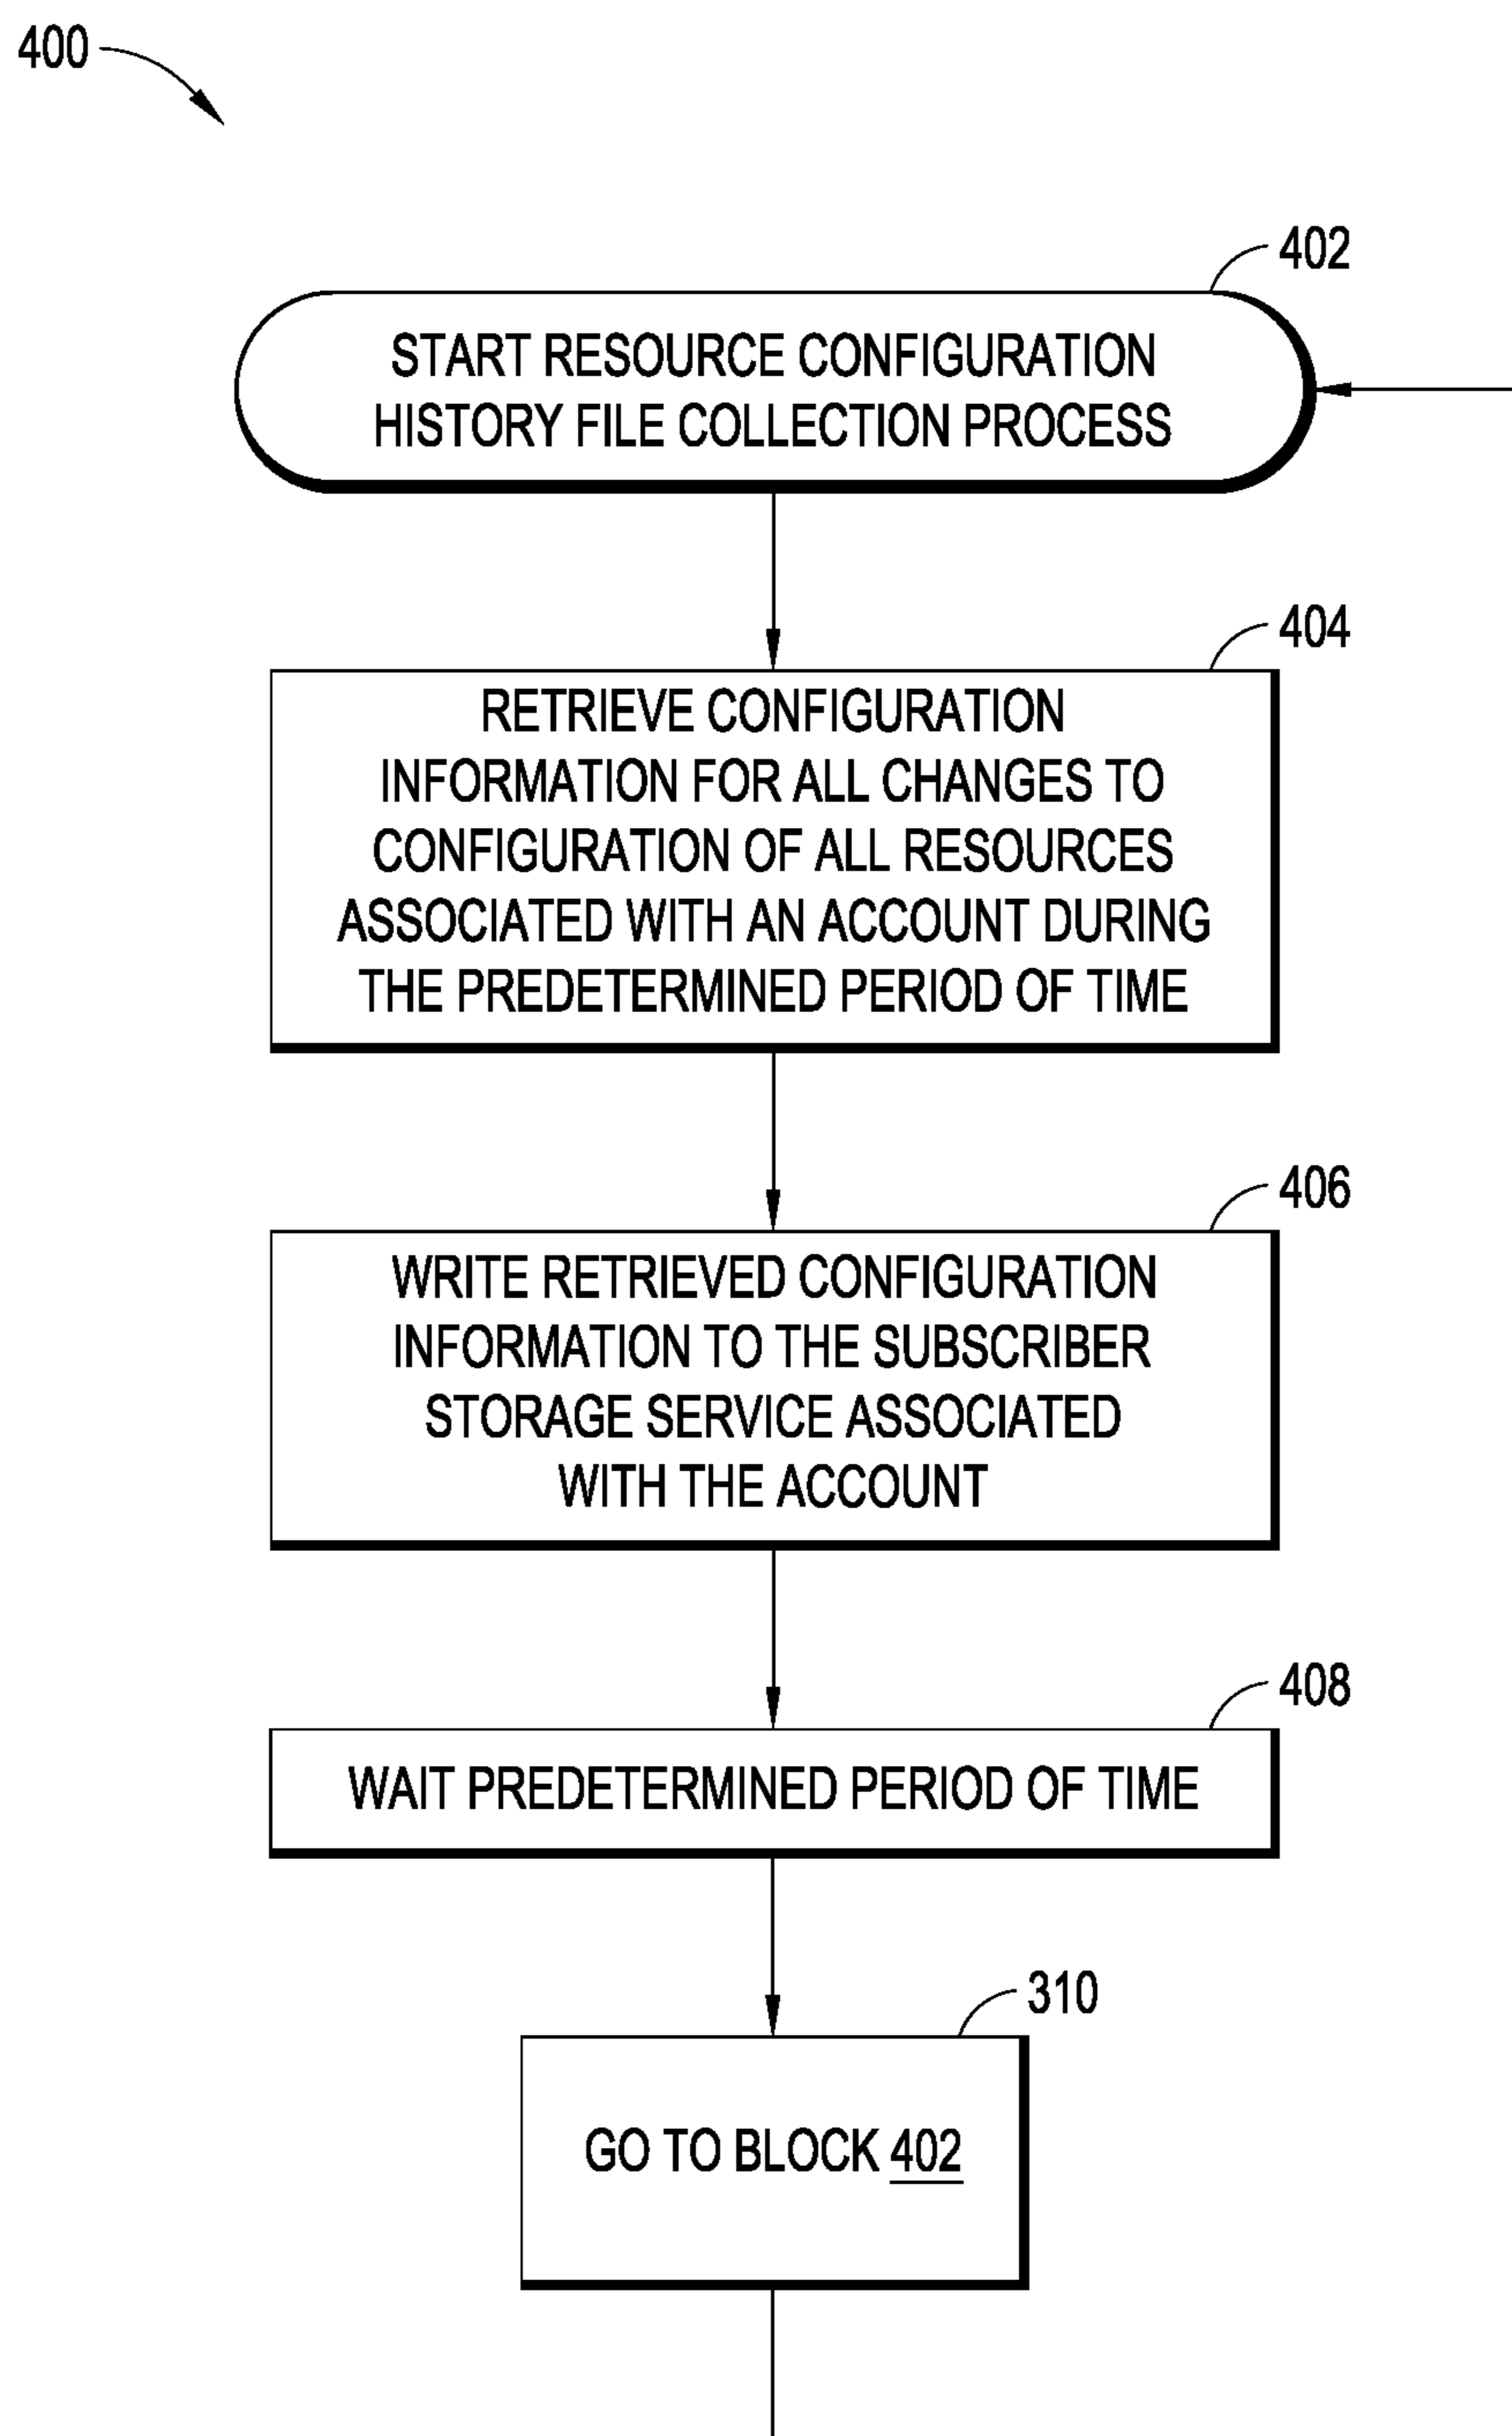 400
402
START RESOURCE CONFIGURATION
HISTORY FILE COLLECTION PROCESS
404
RETRIEVE CONFIGURATION
INFORMATION FOR ALL CHANGES TO
CONFIGURATION OF ALL RESOURCES
ASSOCIATED WITH AN ACCOUNT DURING
THE PREDETERMINED PERIOD OF TIME
406
WRITE RETRIEVED CONFIGURATION
INFORMATION TO THE SUBSCRIBER
STORAGE SERVICE ASSOCIATED
WITH THE ACCOUNT
408
WAIT PREDETERMINED PERIOD OF TIME
310
GO TO BLOCK 402